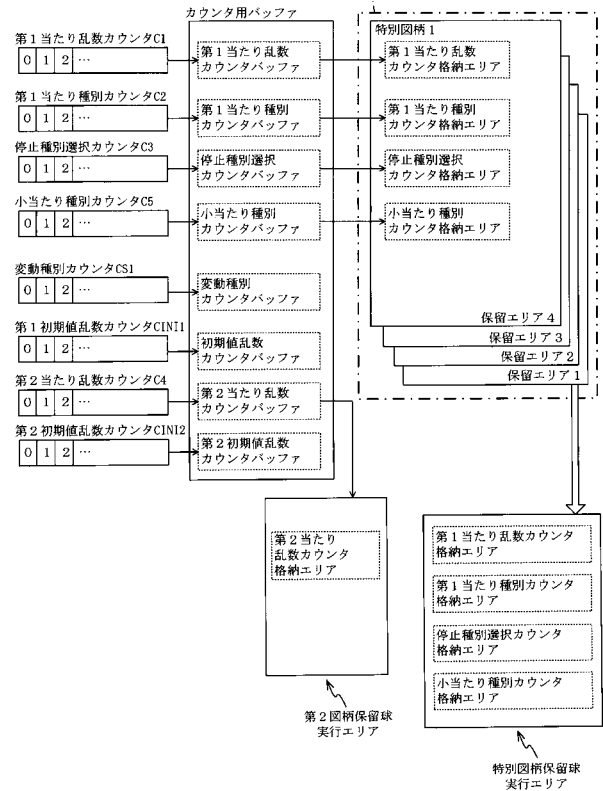 カウンタ用バッファ
第1当たり乱数カウンタC1
0 1 2 …
第1当たり乱数
カウンタバッファ
第1当たり種別カウンタC2
0 1 2 …
第1当たり種別
カウンタバッファ
停止種別選択カウンタC3
0 1 2 …
停止種別選択
カウンタバッファ
小当たり種別カウンタC5
0 1 2 …
小当たり種別
カウンタバッファ
変動種別カウンタCS1
0 1 2 …
変動種別
カウンタバッファ
第1初期値乱数カウンタCINI1
0 1 2 …
初期値乱数
カウンタバッファ
第2当たり乱数カウンタC4
0 1 2 …
第2当たり乱数
カウンタバッファ
第2初期値乱数カウンタCINI2
0 1 2 …
第2初期値乱数
カウンタバッファ
特別図柄1
第1当たり乱数
カウンタ格納エリア
第1当たり種別
カウンタ格納エリア
停止種別選択
カウンタ格納エリア
小当たり種別
カウンタ格納エリア
保留エリア4
保留エリア3
保留エリア2
保留エリア1
第2当たり
乱数カウンタ
格納エリア
第2図柄保留球
実行エリア
第1当たり乱数カウンタ
格納エリア
第1当たり種別カウンタ
格納エリア
停止種別選択カウンタ
格納エリア
小当たり種別カウンタ
格納エリア
特別図柄保留球
実行エリア